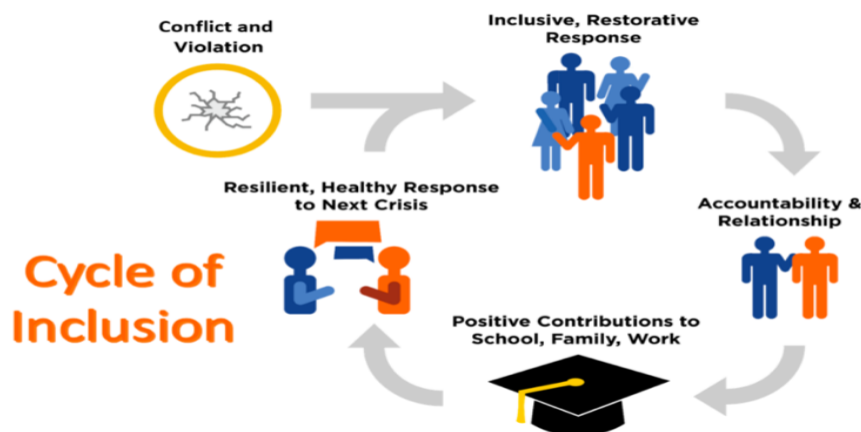 Conflict and
Violation
Inclusive, Restorative
Response
Accountability &
Relationship
Positive Contributions to
School, Family, Work
Resilient, Healthy Response
to Next Crisis
Cycle of
Inclusion